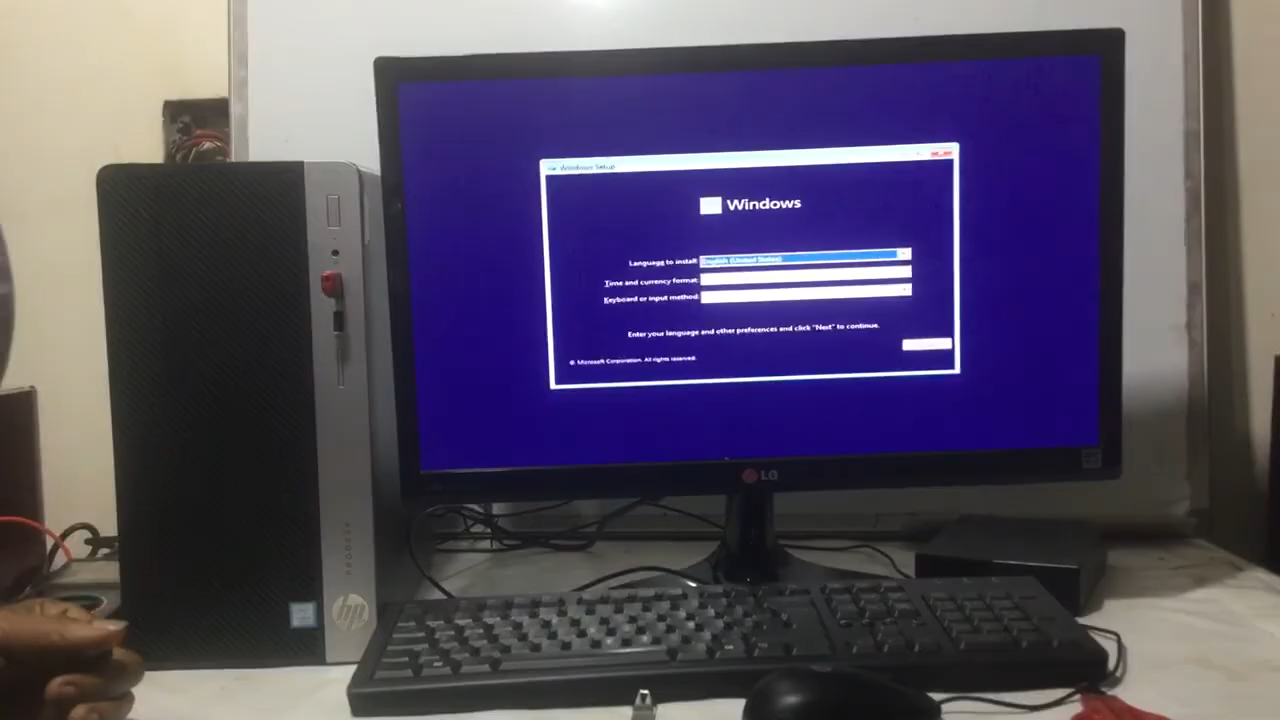 Windows Setup
Windows
Language to install:
English (United States)
Time and currency format:
Keyboard or input method:
Enter your language and other preferences and click "Next" to continue.
© Microsoft Corporation. All rights reserved.
LG
PRODESK
hp